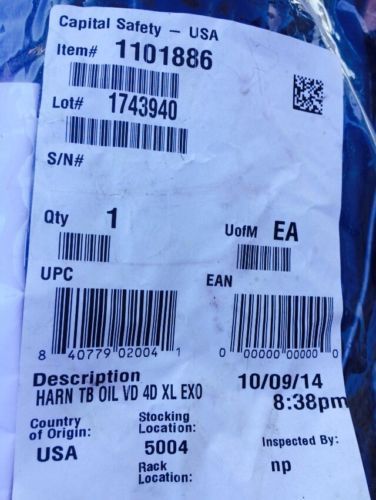 Capital Safety – USA
Item# 1101886
Lot# 1743940
S/N#
Qty 1 UofM EA
UPC EAN
8 40779 02004 1 0 00000 00000 0
Description 10/09/14
HARN TB OIL VD 4D XL EXO 8:38pm
Country of Origin: USA
Stocking Location: 5004
Rack Location:
Inspected By: np